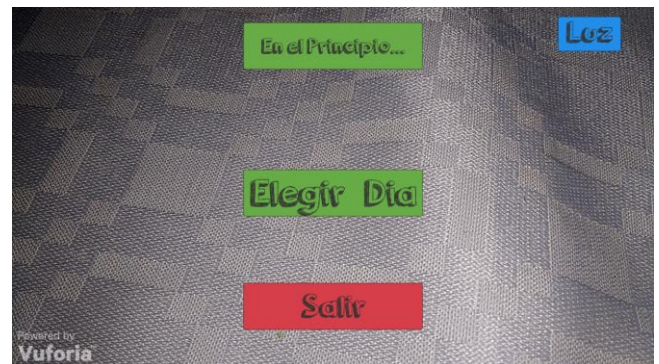 En el Principio...
Luz
Elegir Dia
Salir
Powered by
Vuforia